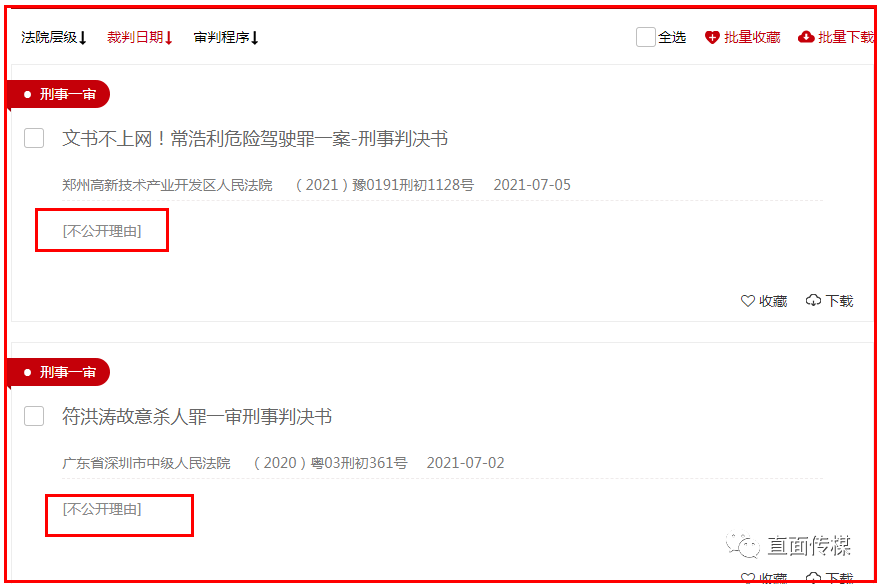 法院层级↓ 裁判日期↓ 审判程序↓ 全选 批量收藏 批量下载
刑事一审
文书不上网！常浩利危险驾驶罪一案-刑事判决书
郑州高新技术产业开发区人民法院 （2021）豫0191刑初1128号 2021-07-05
[不公开理由]
收藏 下载
刑事一审
符洪涛故意杀人罪一审刑事判决书
广东省深圳市中级人民法院 （2020）粤03刑初361号 2021-07-02
[不公开理由]
直面传媒
收藏 下载